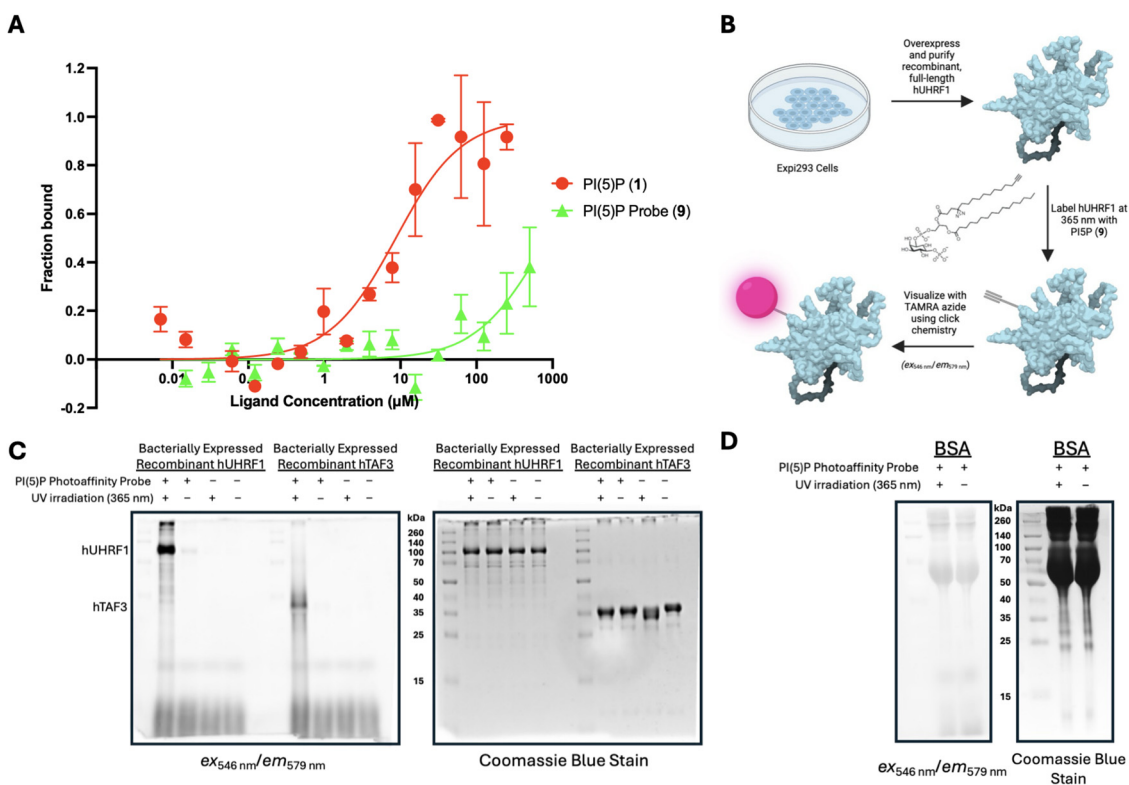 A
1.2
1.0
0.8
0.6
0.4
0.2
0.0
-0.2
Fraction bound
0.01
0.1
1
10
100
1000
Ligand Concentration (µM)
PI(5)P (1)
PI(5)P Probe (9)
B
Expi293 Cells
Overexpress
and purify
recombinant,
full-length
hUHRF1
Label hUHRF1 at
365 nm with
PI5P (9)
Visualize with
TAMRA azide
using click
chemistry
(ex546 nm/em579 nm)
C
Bacterially Expressed Bacterially Expressed
Recombinant hUHRF1 Recombinant hTAF3
PI(5)P Photoaffinity Probe + + - - + + - -
UV irradiation (365 nm) + - + - + - + -
hUHRF1
hTAF3
ex546 nm/em579 nm
Bacterially Expressed Bacterially Expressed
Recombinant hUHRF1 Recombinant hTAF3
+ + - - + + - -
+ - + - + - + -
kDa
260
140
100
70
50
40
35
25
15
Coomassie Blue Stain
D
BSA BSA
PI(5)P Photoaffinity Probe + + + +
UV irradiation (365 nm) + - + -
kDa
260
140
100
70
50
40
35
25
15
ex546 nm/em579 nm
Coomassie Blue
Stain